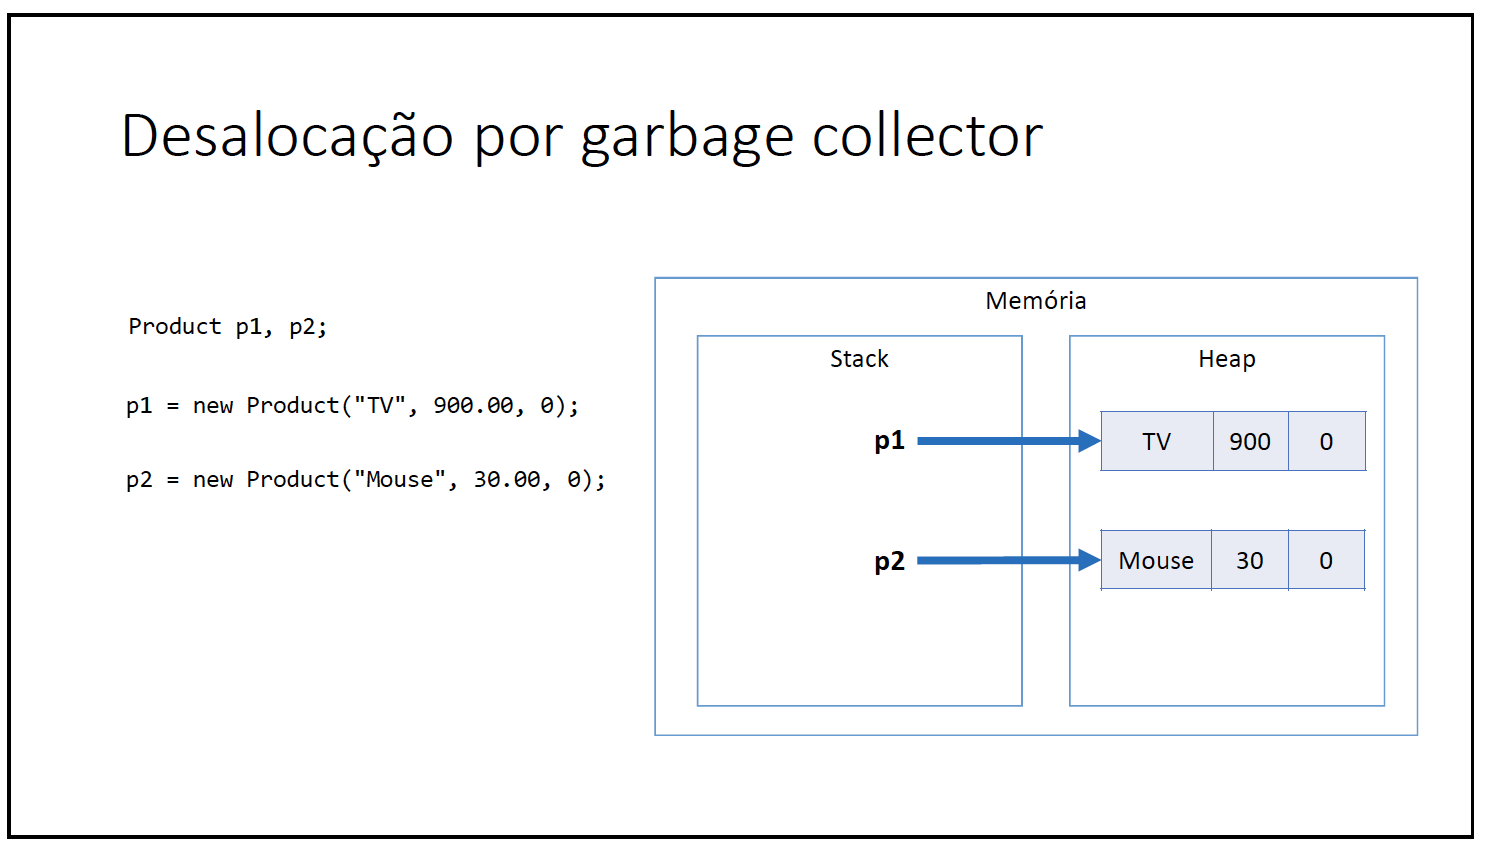 Desalocação por garbage collector
Product p1, p2;
p1 = new Product("TV", 900.00, 0);
p2 = new Product("Mouse", 30.00, 0);
Memória
Stack
Heap
p1
TV 900 0
p2
Mouse 30 0